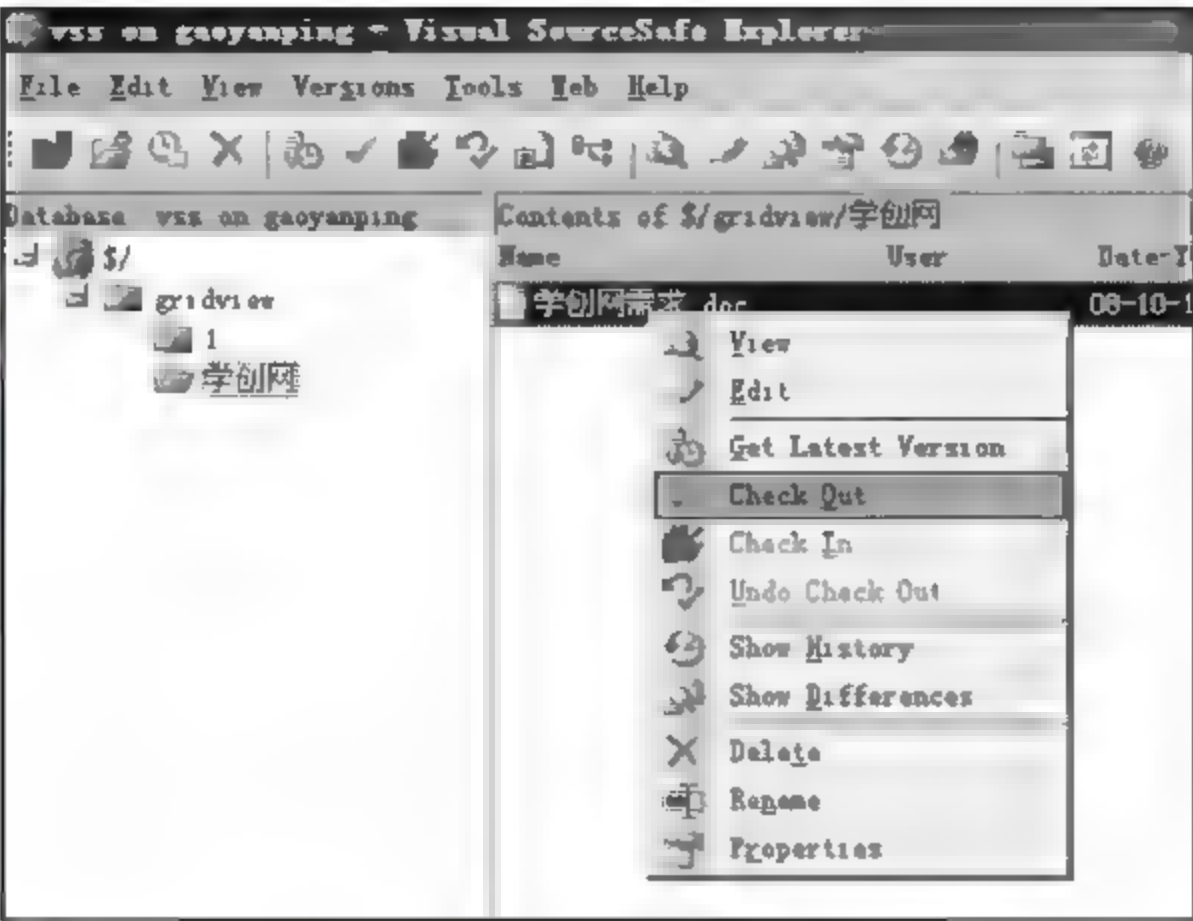 vss on gaoyanping - Visual SourceSafe Explorer
File Edit View Versions Tools Web Help
Database vss on gaoyanping
$/
gridview
1
学创网
Contents of $/gridview/学创网
Name User Date-T
学创网需求.doc 08-10-1
View
Edit
Get Latest Version
Check Out
Check In
Undo Check Out
Show History
Show Differences
Delete
Rename
Properties